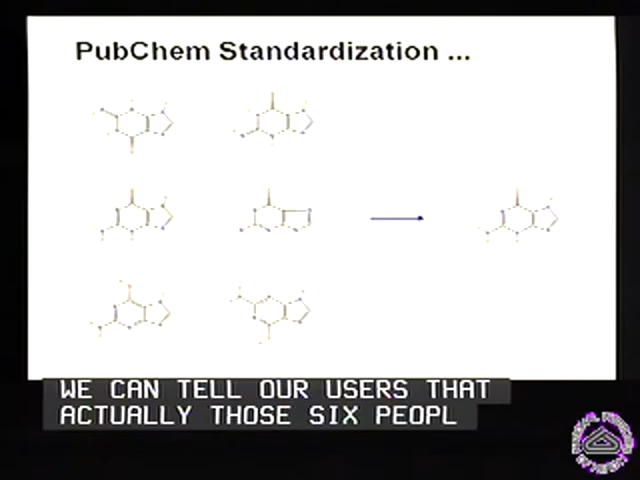 PubChem Standardization ...
WE CAN TELL OUR USERS THAT
ACTUALLY THOSE SIX PEOPL